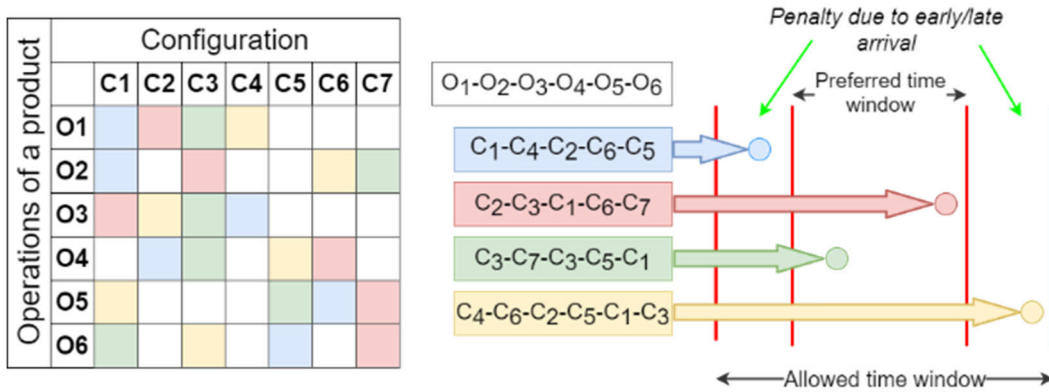 Operations of a product
Configuration
C1 C2 C3 C4 C5 C6 C7
O1
O2
O3
O4
O5
O6
Penalty due to early/late
arrival
Preferred time
window
O₁-O₂-O₃-O₄-O₅-O₆
C₁-C₄-C₂-C₆-C₅
C₂-C₃-C₁-C₆-C₇
C₃-C₇-C₃-C₅-C₁
C₄-C₆-C₂-C₅-C₁-C₃
Allowed time window